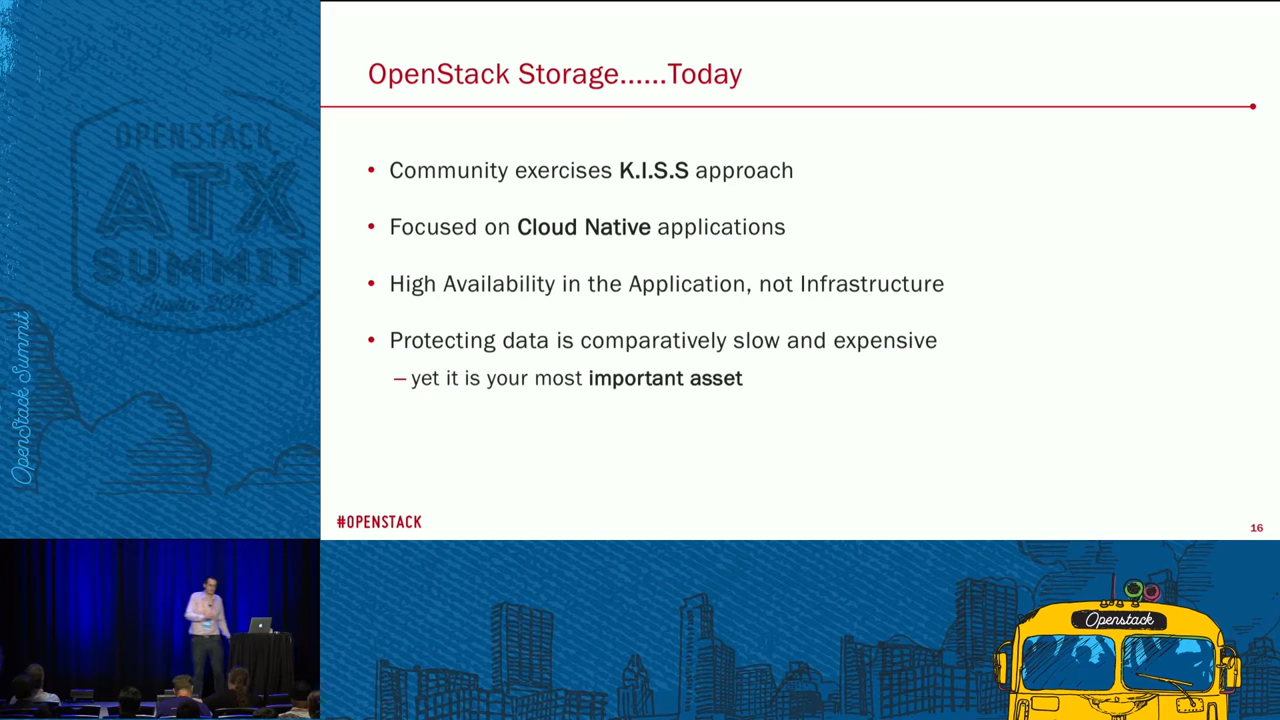 OpenStack Storage......Today
• Community exercises K.I.S.S approach
• Focused on Cloud Native applications
• High Availability in the Application, not Infrastructure
• Protecting data is comparatively slow and expensive
– yet it is your most important asset
#OPENSTACK
16
OPENSTACK
ATX
SUMMIT
OpenStack Summit
Openstack